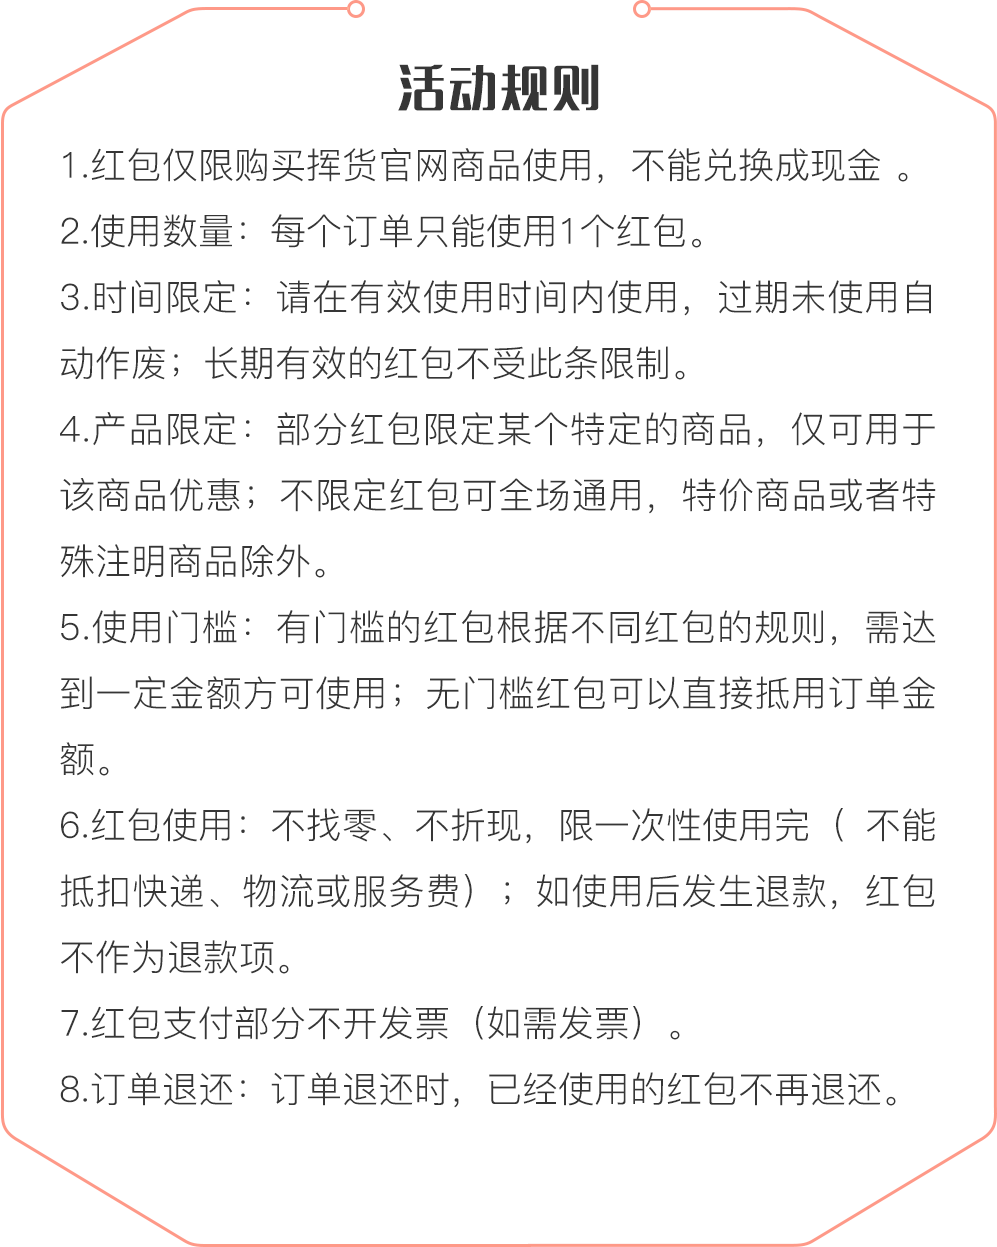 活动规则
1.红包仅限购买挥货官网商品使用，不能兑换成现金 。
2.使用数量：每个订单只能使用1个红包。
3.时间限定：请在有效使用时间内使用，过期未使用自
动作废；长期有效的红包不受此条限制。
4.产品限定：部分红包限定某个特定的商品，仅可用于
该商品优惠；不限定红包可全场通用，特价商品或者特
殊注明商品除外。
5.使用门槛：有门槛的红包根据不同红包的规则，需达
到一定金额方可使用；无门槛红包可以直接抵用订单金
额。
6.红包使用：不找零、不折现，限一次性使用完（ 不能
抵扣快递、物流或服务费）；如使用后发生退款，红包
不作为退款项。
7.红包支付部分不开发票（如需发票）。
8.订单退还：订单退还时，已经使用的红包不再退还。